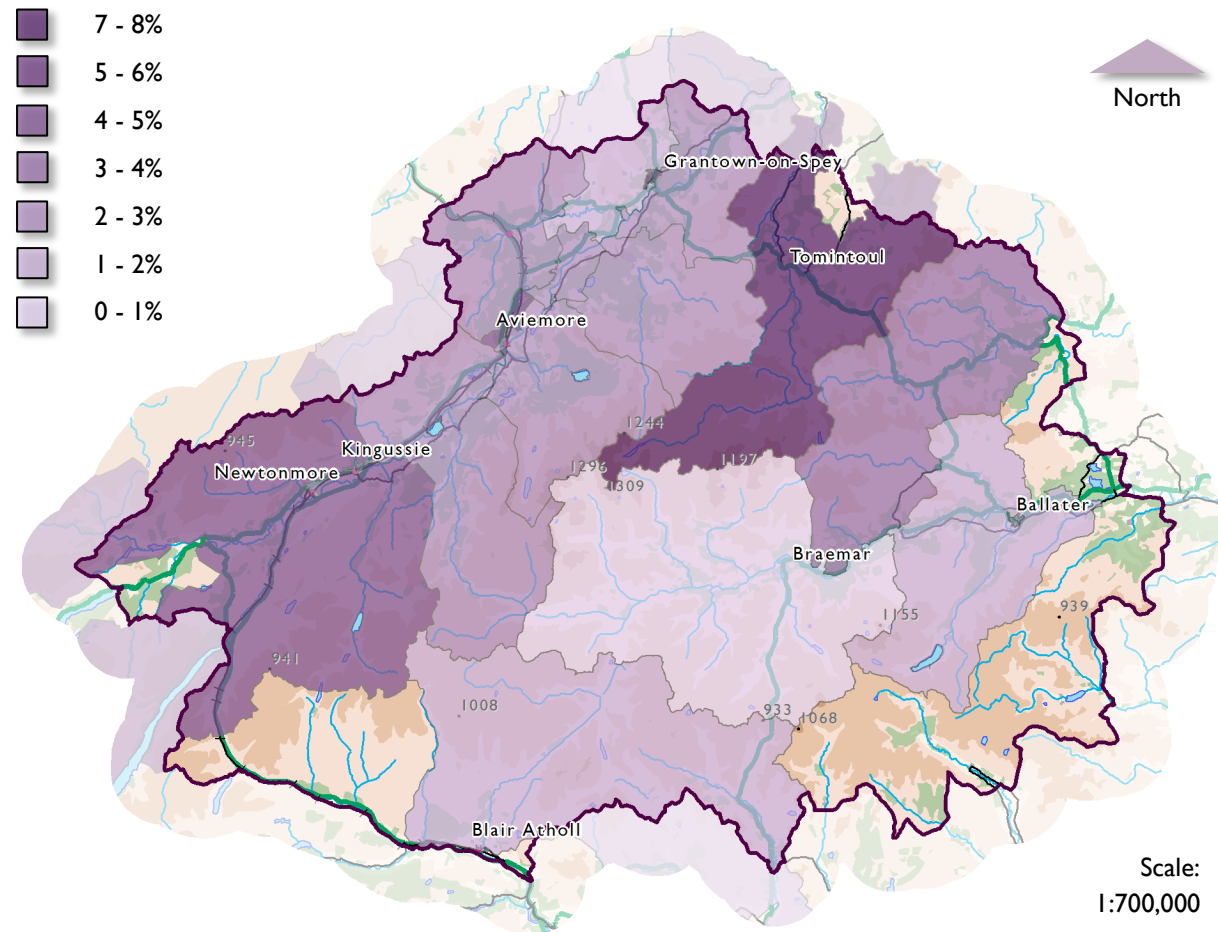 7 - 8%
5 - 6%
4 - 5%
3 - 4%
2 - 3%
1 - 2%
0 - 1%
North
Grantown-on-Spey
Tomintoul
Aviemore
1244
945
Kingussie
1296
1197
Newtonmore
1309
Ballater
Braemar
939
1155
941
1008
933
1068
Blair Atholl
Scale:
1:700,000